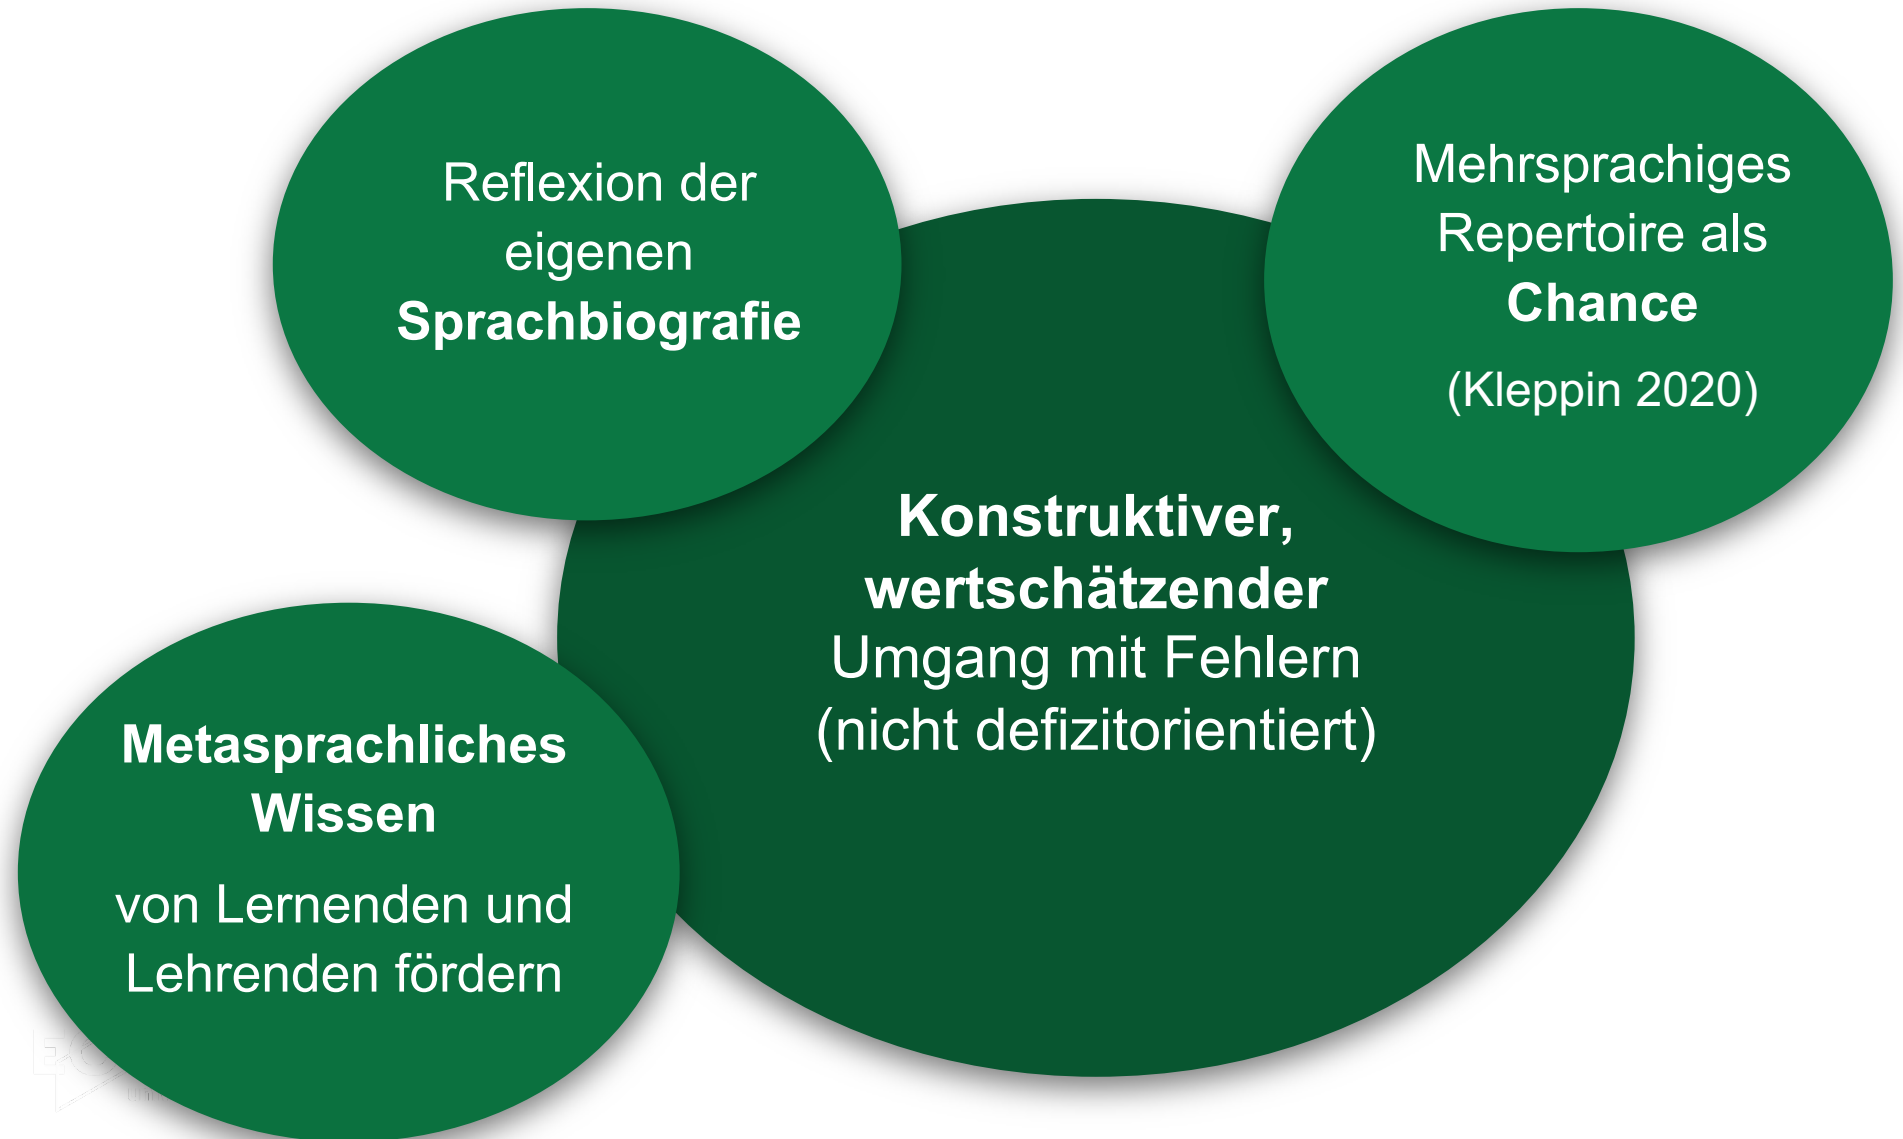 Reflexion der
eigenen
Sprachbiografie
Mehrsprachiges
Repertoire als
Chance
(Kleppin 2020)
Konstruktiver,
wertschätzender
Umgang mit Fehlern
(nicht defizitorientiert)
Metasprachliches
Wissen
von Lernenden und
Lehrenden fördern